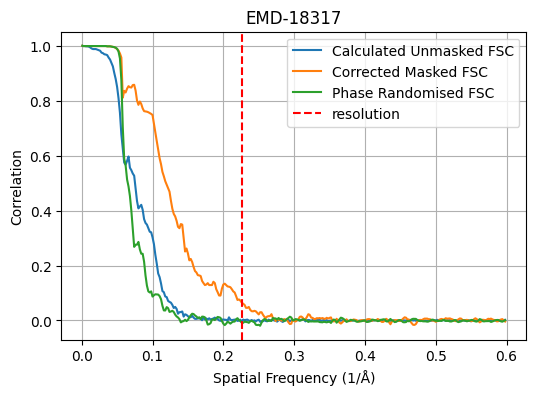 EMD-18317
Calculated Unmasked FSC
Corrected Masked FSC
Phase Randomised FSC
resolution
Correlation
1.0
0.8
0.6
0.4
0.2
0.0
0.0 0.1 0.2 0.3 0.4 0.5 0.6
Spatial Frequency (1/Å)